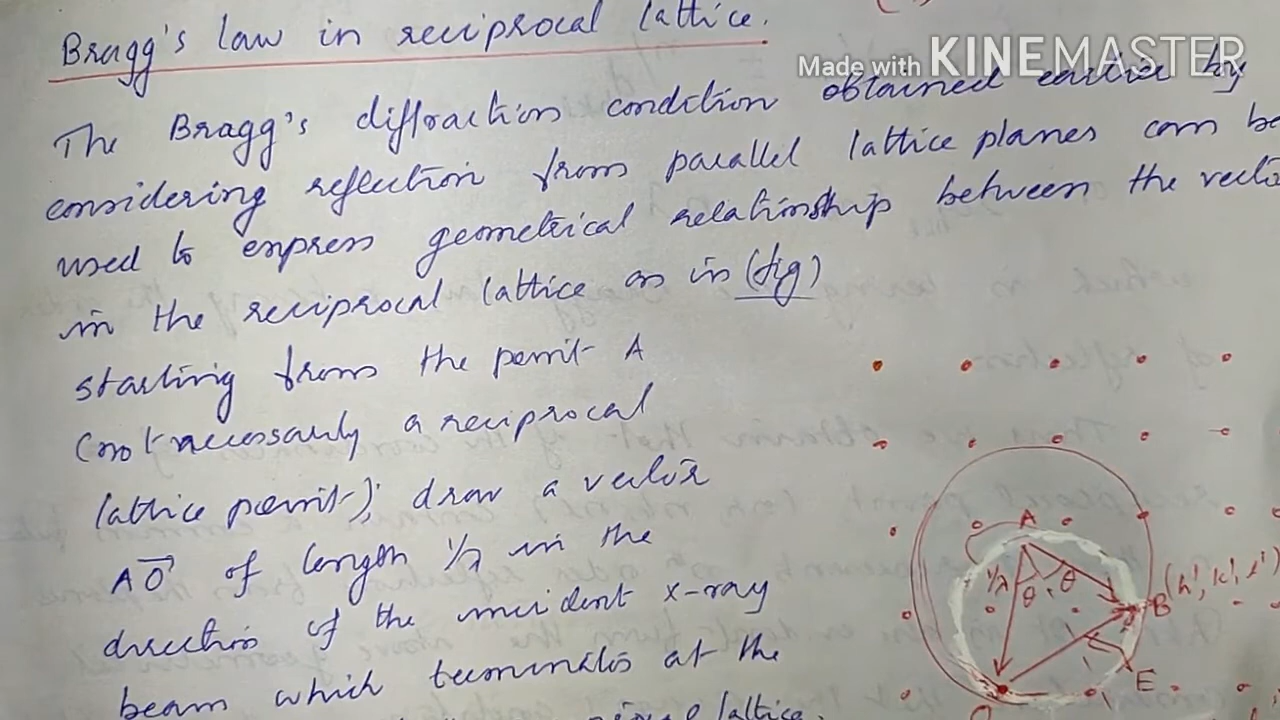 Bragg's law in reciprocal lattice.
Made with KINEMASTER
The Bragg's diffraction condition obtained earlier by
considering reflection from parallel lattice planes can be
used to express geometrical relationship between the vector
in the reciprocal lattice as in (fig)
starting from the point A
(not necessarily a reciprocal
lattice point); draw a vector
AO of length 1/λ in the
direction of the incident x-ray
beam which terminates at the
lattice.
A
1/λ
θ θ
B (h', k', l')
E
O